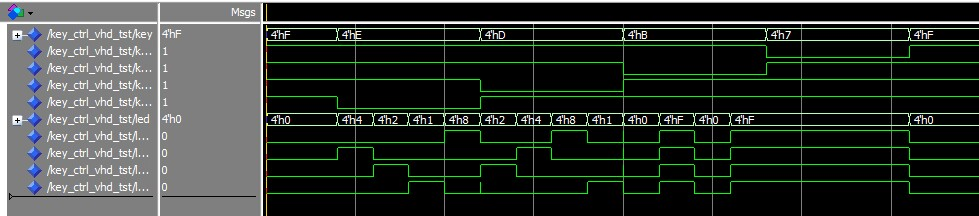 Msgs
/key_ctrl_vhd_tst/key 4'hF 4'hF 4'hE 4'hD 4'hB 4'h7 4'hF
/key_ctrl_vhd_tst/k... 1
/key_ctrl_vhd_tst/k... 1
/key_ctrl_vhd_tst/k... 1
/key_ctrl_vhd_tst/k... 1
/key_ctrl_vhd_tst/led 4'h0 4'h0 4'h4 4'h2 4'h1 4'h8 4'h2 4'h4 4'h8 4'h1 4'h0 4'hF 4'h0 4'hF 4'h0
/key_ctrl_vhd_tst/l... 0
/key_ctrl_vhd_tst/l... 0
/key_ctrl_vhd_tst/l... 0
/key_ctrl_vhd_tst/l... 0